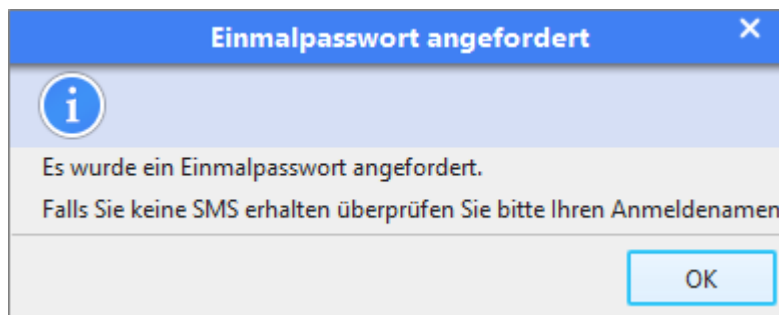 Einmalpasswort angefordert
Es wurde ein Einmalpasswort angefordert.
Falls Sie keine SMS erhalten überprüfen Sie bitte Ihren Anmeldenamen
OK